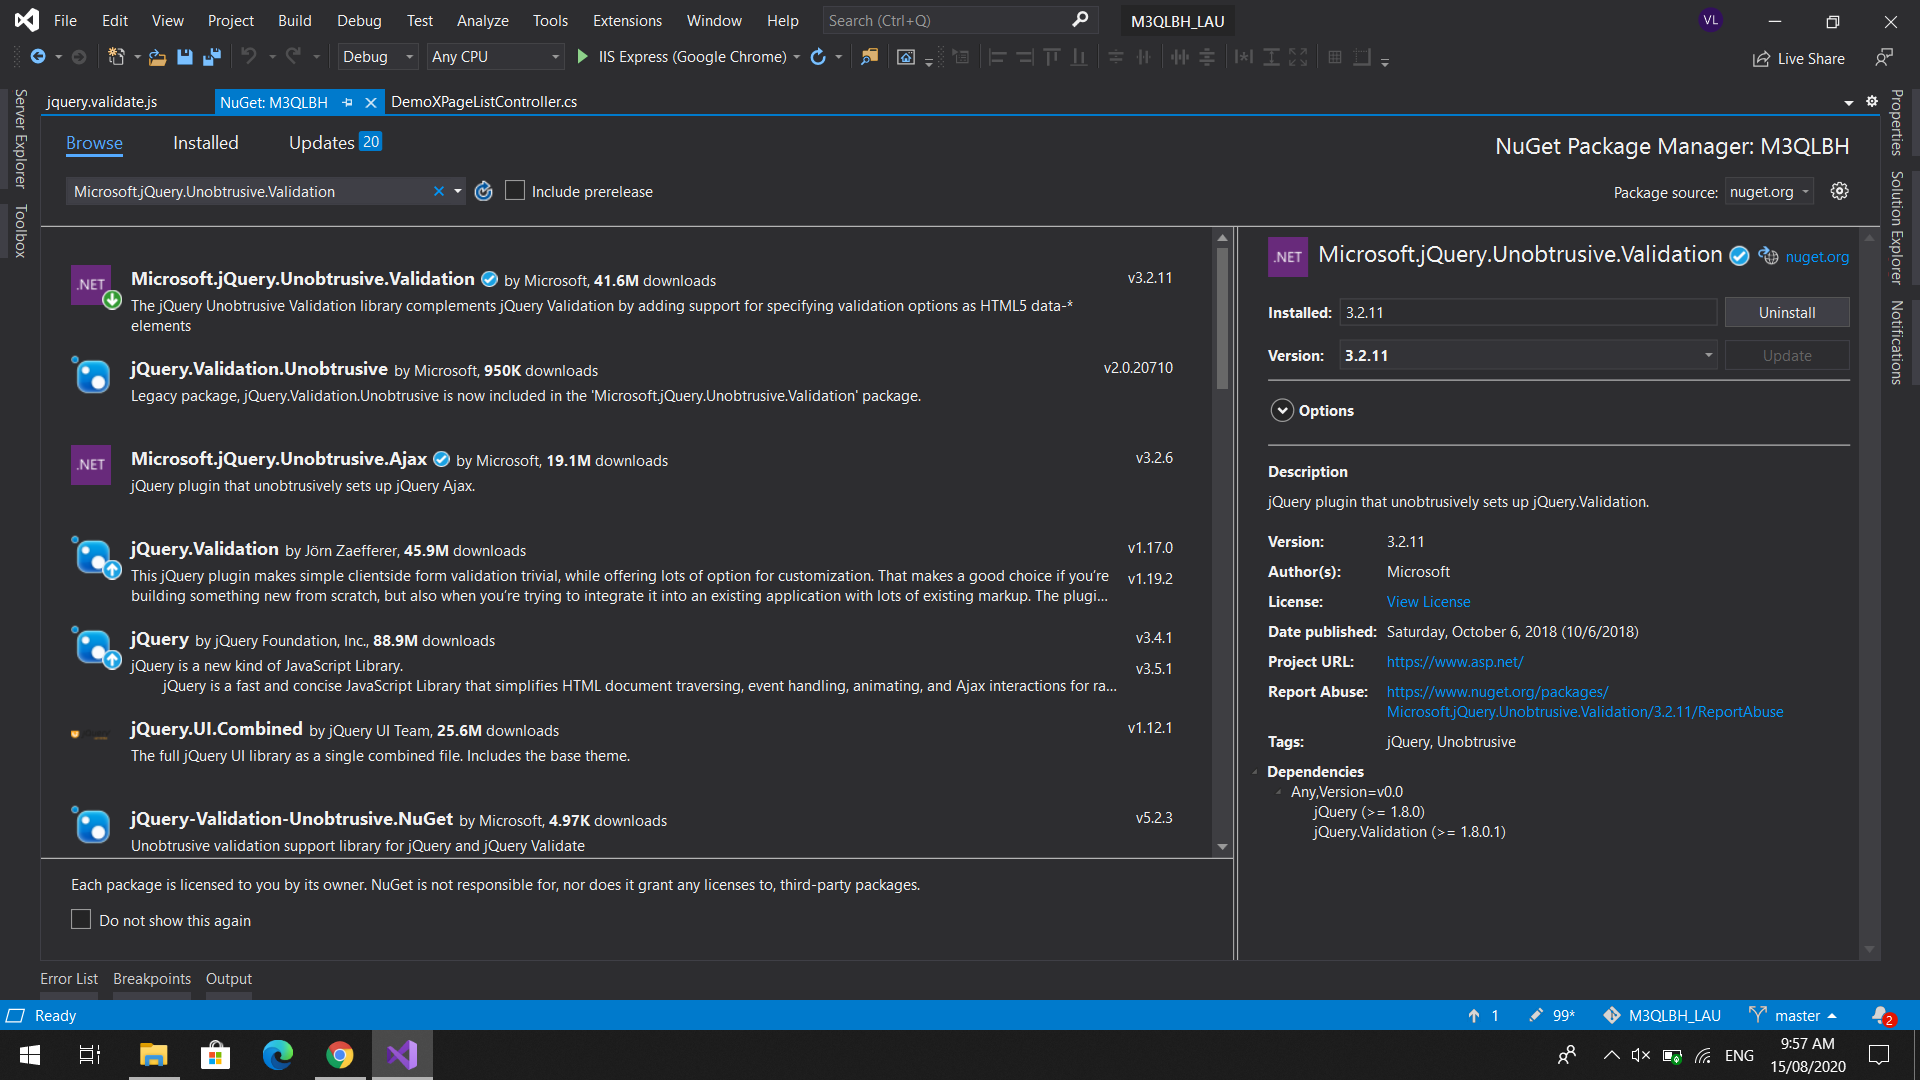 File Edit View Project Build Debug Test Analyze Tools Extensions Window Help Search (Ctrl+Q) M3QLBH_LAU VL
Debug Any CPU IIS Express (Google Chrome) Live Share
Server Explorer
Toolbox
jquery.validate.js NuGet: M3QLBH DemoXPageListController.cs
Properties
Solution Explorer
Notifications
Browse Installed Updates 20
NuGet Package Manager: M3QLBH
Microsoft.jQuery.Unobtrusive.Validation Include prerelease
Package source: nuget.org
.NET Microsoft.jQuery.Unobtrusive.Validation by Microsoft, 41.6M downloads v3.2.11
The jQuery Unobtrusive Validation library complements jQuery Validation by adding support for specifying validation options as HTML5 data-*
elements
jQuery.Validation.Unobtrusive by Microsoft, 950K downloads v2.0.20710
Legacy package, jQuery.Validation.Unobtrusive is now included in the 'Microsoft.jQuery.Unobtrusive.Validation' package.
.NET Microsoft.jQuery.Unobtrusive.Ajax by Microsoft, 19.1M downloads v3.2.6
jQuery plugin that unobtrusively sets up jQuery Ajax.
jQuery.Validation by Jörn Zaefferer, 45.9M downloads v1.17.0
This jQuery plugin makes simple clientside form validation trivial, while offering lots of option for customization. That makes a good choice if you're v1.19.2
building something new from scratch, but also when you're trying to integrate it into an existing application with lots of existing markup. The plugi...
jQuery by jQuery Foundation, Inc., 88.9M downloads v3.4.1
jQuery is a new kind of JavaScript Library. v3.5.1
jQuery is a fast and concise JavaScript Library that simplifies HTML document traversing, event handling, animating, and Ajax interactions for ra...
jQuery.UI.Combined by jQuery UI Team, 25.6M downloads v1.12.1
The full jQuery UI library as a single combined file. Includes the base theme.
jQuery-Validation-Unobtrusive.NuGet by Microsoft, 4.97K downloads v5.2.3
Unobtrusive validation support library for jQuery and jQuery Validate
Each package is licensed to you by its owner. NuGet is not responsible for, nor does it grant any licenses to, third-party packages.
Do not show this again
.NET Microsoft.jQuery.Unobtrusive.Validation nuget.org
Installed: 3.2.11 Uninstall
Version: 3.2.11 Update
Options
Description
jQuery plugin that unobtrusively sets up jQuery.Validation.
Version: 3.2.11
Author(s): Microsoft
License: View License
Date published: Saturday, October 6, 2018 (10/6/2018)
Project URL: https://www.asp.net/
Report Abuse: https://www.nuget.org/packages/
Microsoft.jQuery.Unobtrusive.Validation/3.2.11/ReportAbuse
Tags: jQuery, Unobtrusive
Dependencies
Any,Version=v0.0
jQuery (>= 1.8.0)
jQuery.Validation (>= 1.8.0.1)
Error List Breakpoints Output
Ready 1 99* M3QLBH_LAU master 2
ENG 9:57 AM
15/08/2020